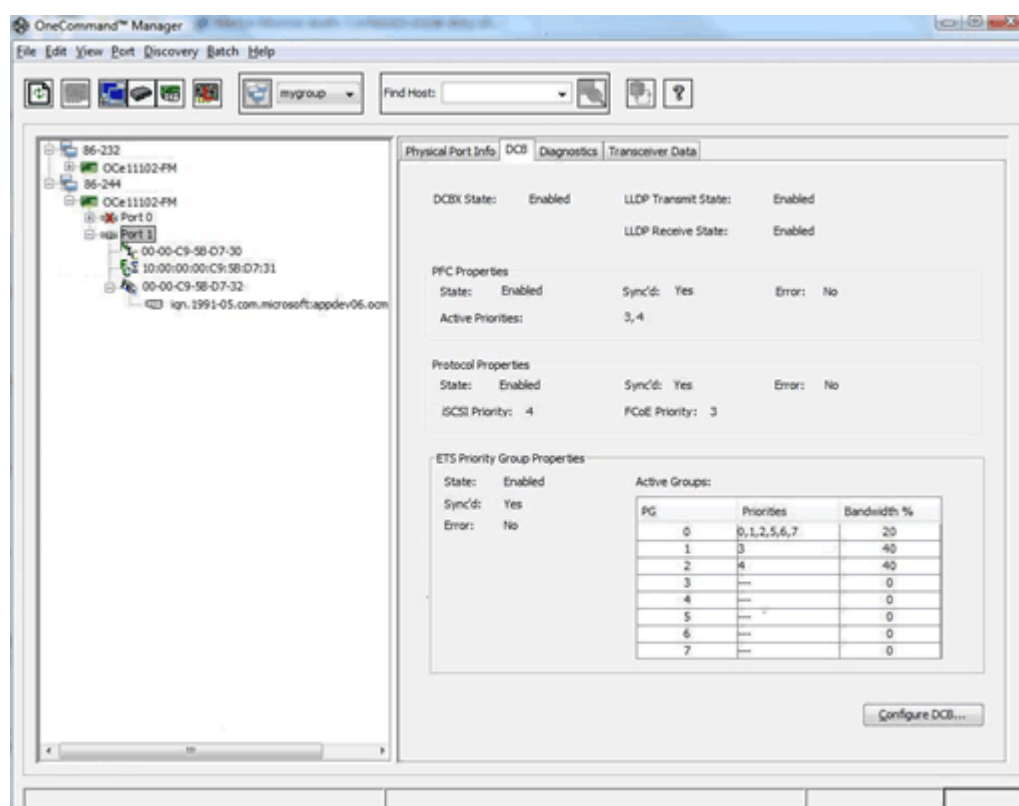 OneCommand™ Manager
File Edit View Port Discovery Batch Help
mygroup
Find Host:
?
86-232
OCe11102-FM
86-244
OCe11102-FM
Port 0
Port 1
00-00-C9-5B-D7-30
10:00:00:00:C9:5B:D7:31
00-00-C9-5B-D7-32
iqn.1991-05.com.microsoft:appdev06.ocm
Physical Port Info DCB Diagnostics Transceiver Data
DCBX State: Enabled LLDP Transmit State: Enabled
LLDP Receive State: Enabled
PFC Properties
State: Enabled Sync'd: Yes Error: No
Active Priorities: 3,4
Protocol Properties
State: Enabled Sync'd: Yes Error: No
iSCSI Priority: 4 FCoE Priority: 3
ETS Priority Group Properties
State: Enabled Active Groups:
Sync'd: Yes
Error: No
PG Priorities Bandwidth %
0 0,1,2,5,6,7 20
1 3 40
2 4 40
3 --- 0
4 --- 0
5 --- 0
6 --- 0
7 --- 0
Configure DCB...